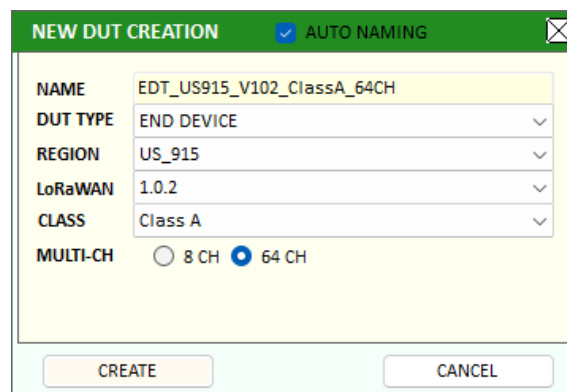 NEW DUT CREATION AUTO NAMING
NAME EDT_US915_V102_ClassA_64CH
DUT TYPE END DEVICE
REGION US_915
LoRaWAN 1.0.2
CLASS Class A
MULTI-CH 8 CH 64 CH
CREATE CANCEL